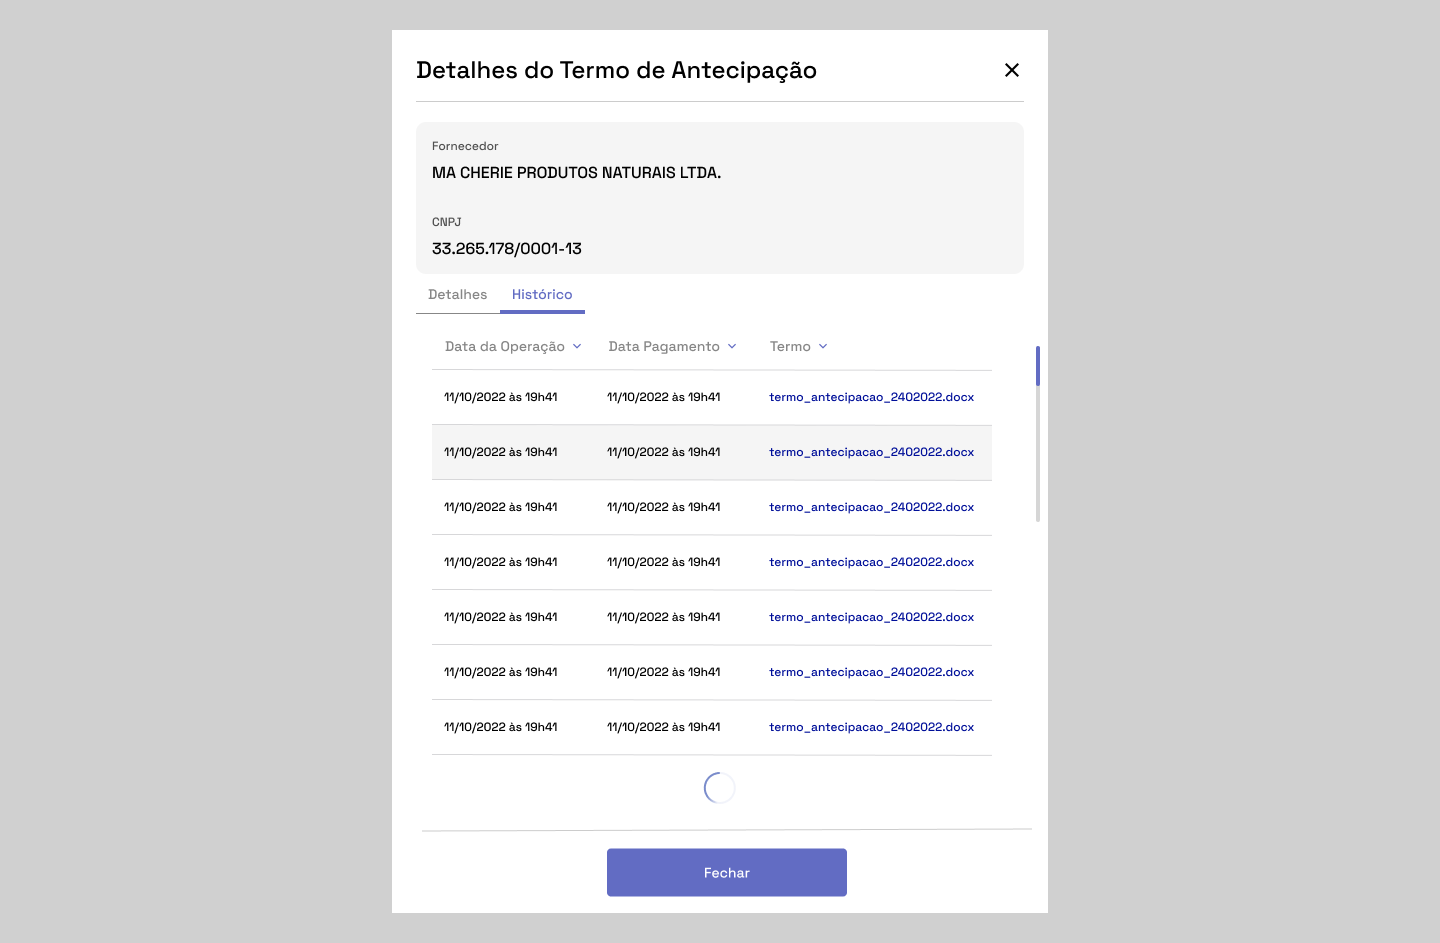 Detalhes do Termo de Antecipação
Fornecedor
MA CHERIE PRODUTOS NATURAIS LTDA.
CNPJ
33.265.178/0001-13
Detalhes Histórico
Data da Operação Data Pagamento Termo
11/10/2022 às 19h41 11/10/2022 às 19h41 termo_antecipacao_2402022.docx
11/10/2022 às 19h41 11/10/2022 às 19h41 termo_antecipacao_2402022.docx
11/10/2022 às 19h41 11/10/2022 às 19h41 termo_antecipacao_2402022.docx
11/10/2022 às 19h41 11/10/2022 às 19h41 termo_antecipacao_2402022.docx
11/10/2022 às 19h41 11/10/2022 às 19h41 termo_antecipacao_2402022.docx
11/10/2022 às 19h41 11/10/2022 às 19h41 termo_antecipacao_2402022.docx
11/10/2022 às 19h41 11/10/2022 às 19h41 termo_antecipacao_2402022.docx
Fechar